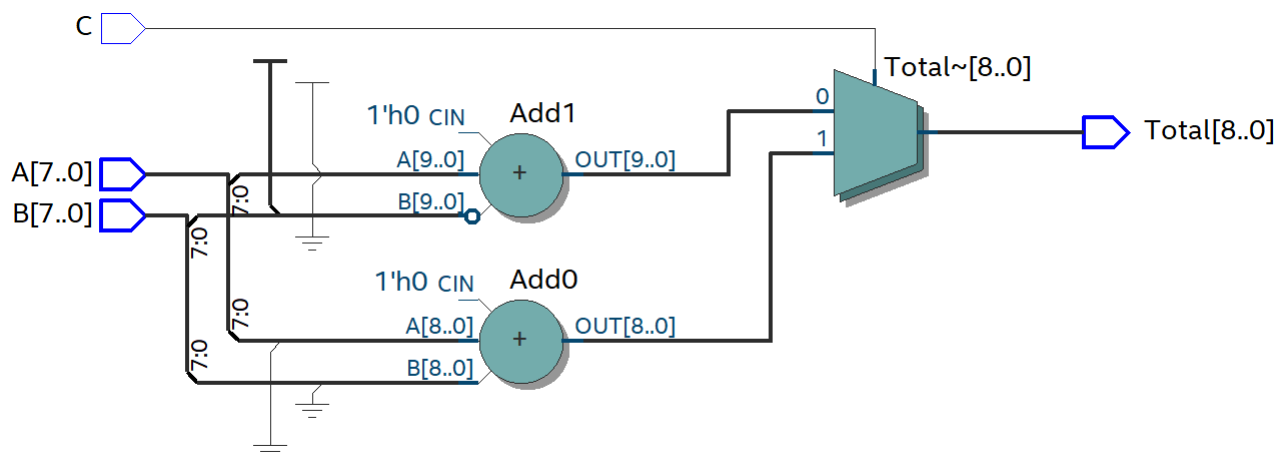 C
Total~[8..0]
1'h0 CIN
Add1
0
1
Total[8..0]
A[7..0]
7:0
A[9..0]
+
OUT[9..0]
B[7..0]
7:0
B[9..0]
1'h0 CIN
Add0
7:0
A[8..0]
+
OUT[8..0]
7:0
B[8..0]